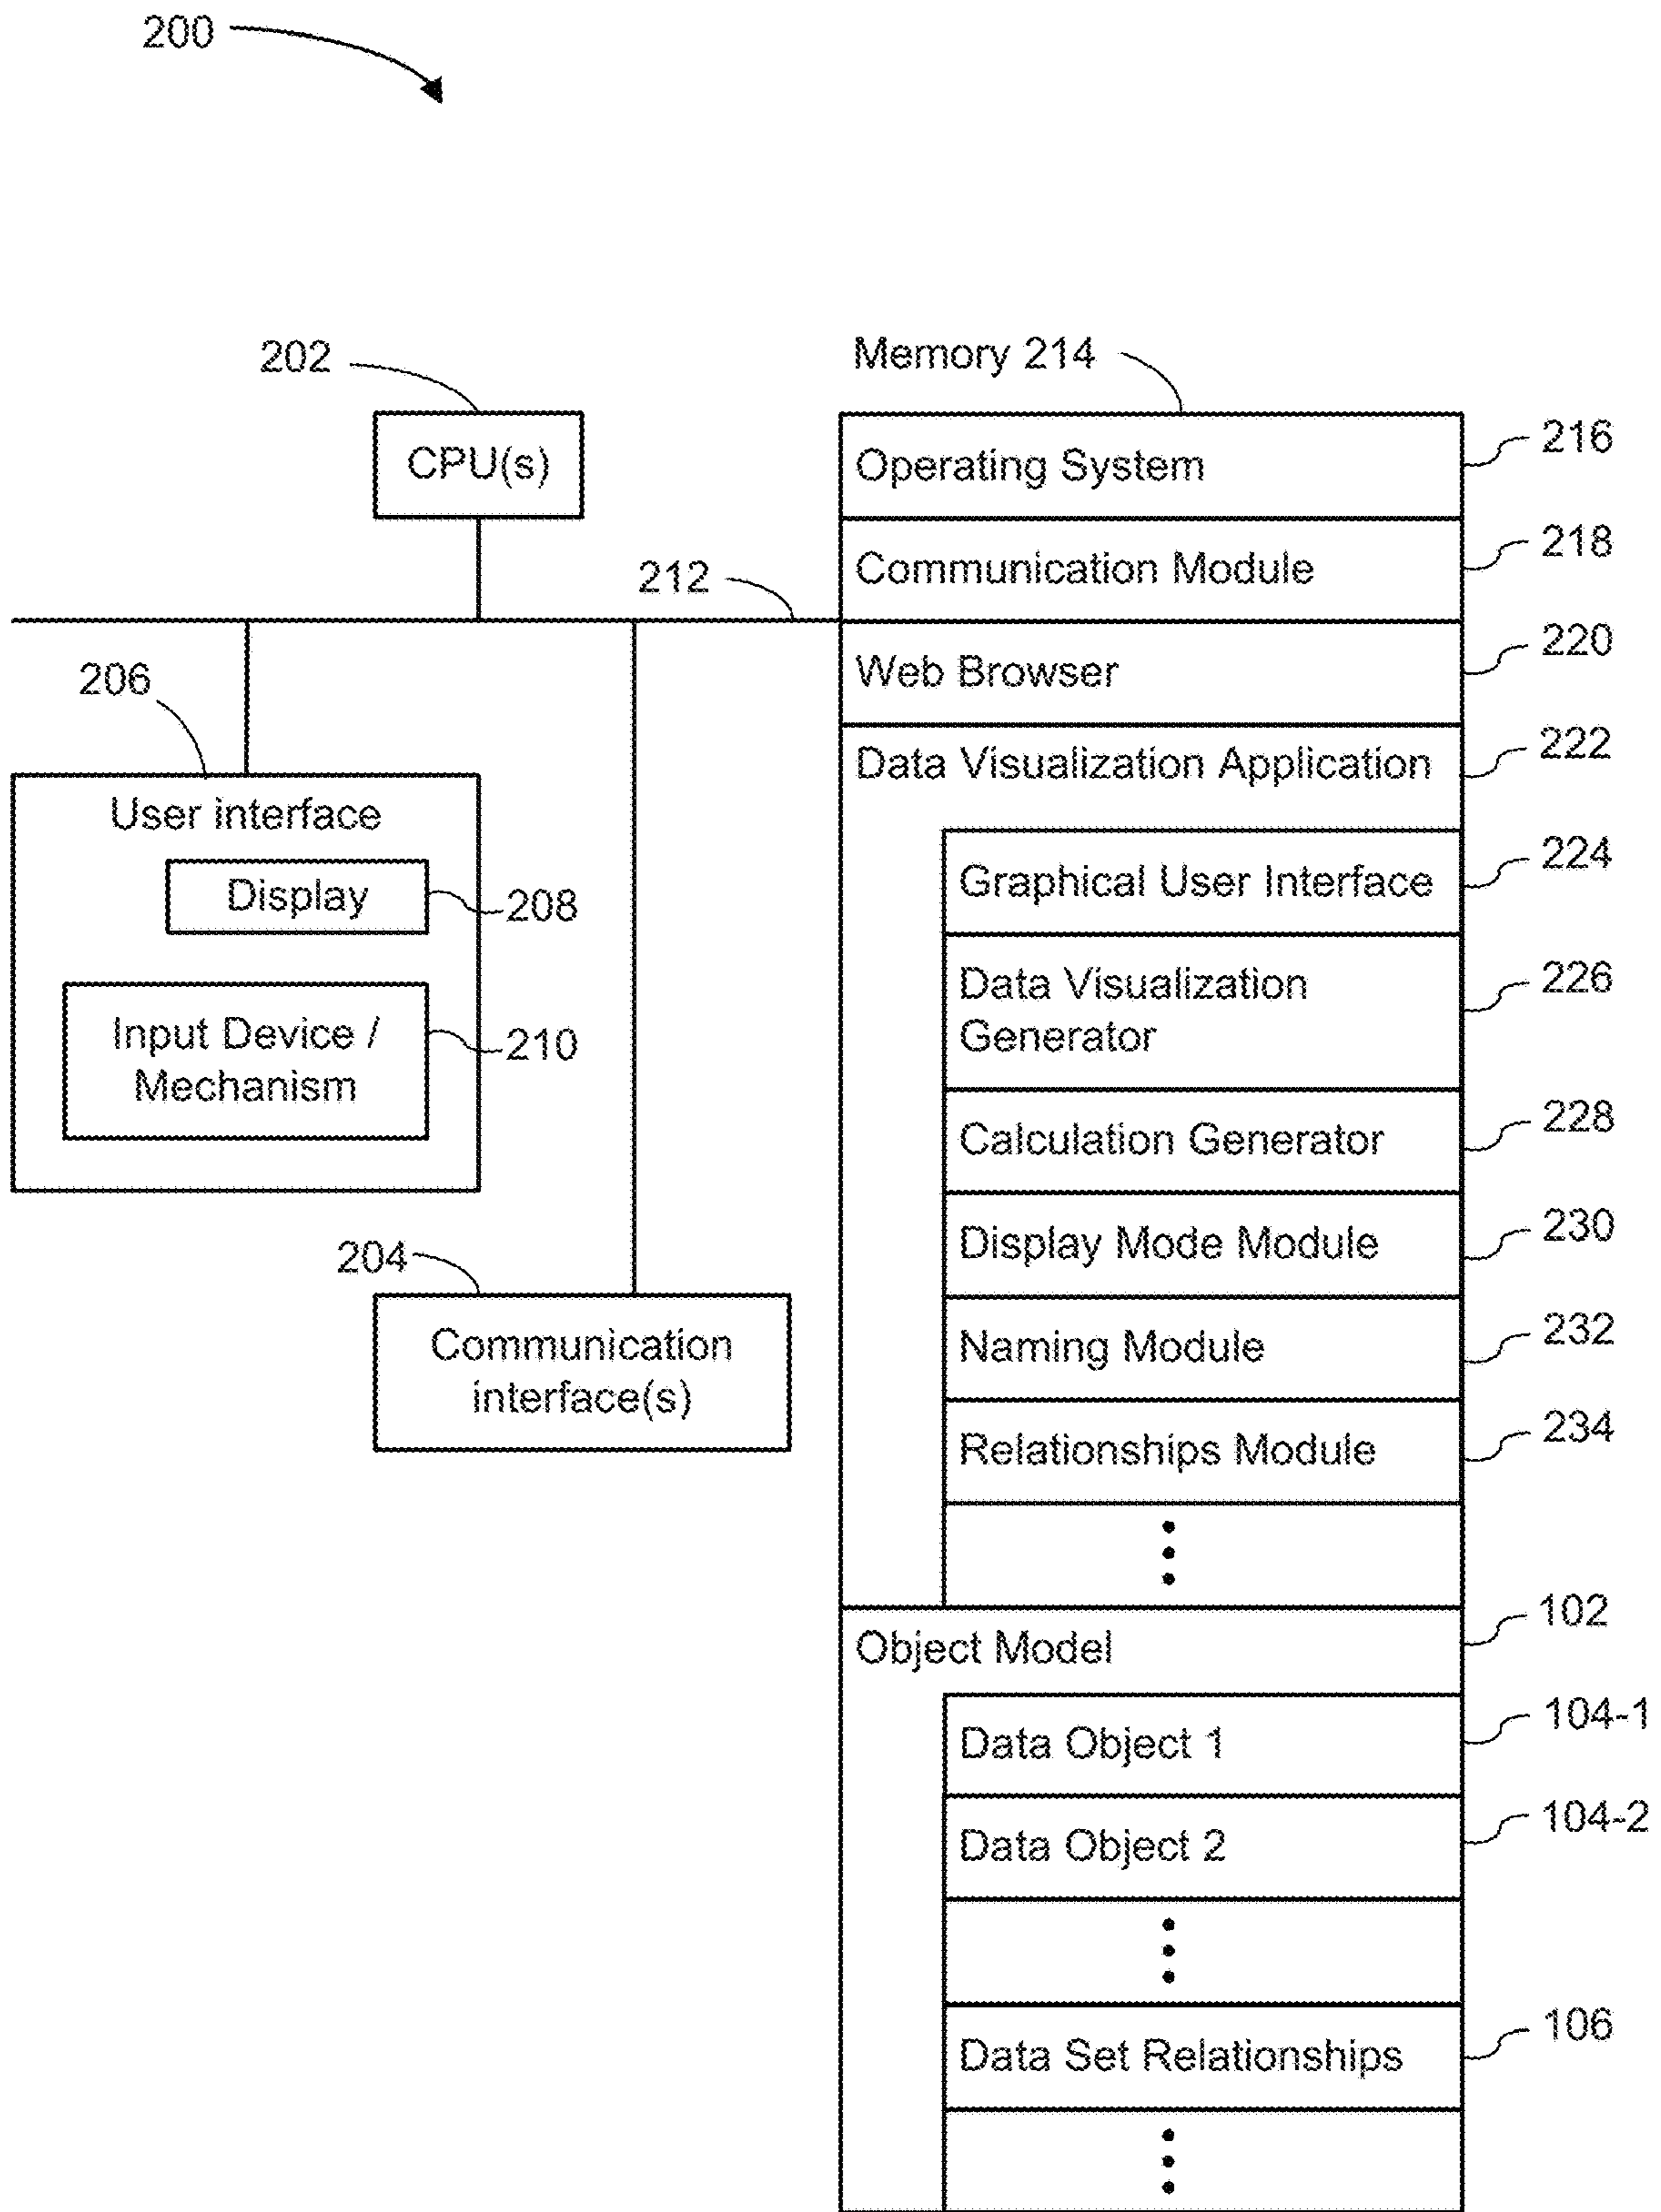 200
202
CPU(s)
212
206
User interface
Display
208
Input Device /
Mechanism
210
204
Communication
interface(s)
Memory 214
Operating System
216
Communication Module
218
Web Browser
220
Data Visualization Application
222
Graphical User Interface
224
Data Visualization
Generator
226
Calculation Generator
228
Display Mode Module
230
Naming Module
232
Relationships Module
234
Object Model
102
Data Object 1
104-1
Data Object 2
104-2
Data Set Relationships
106